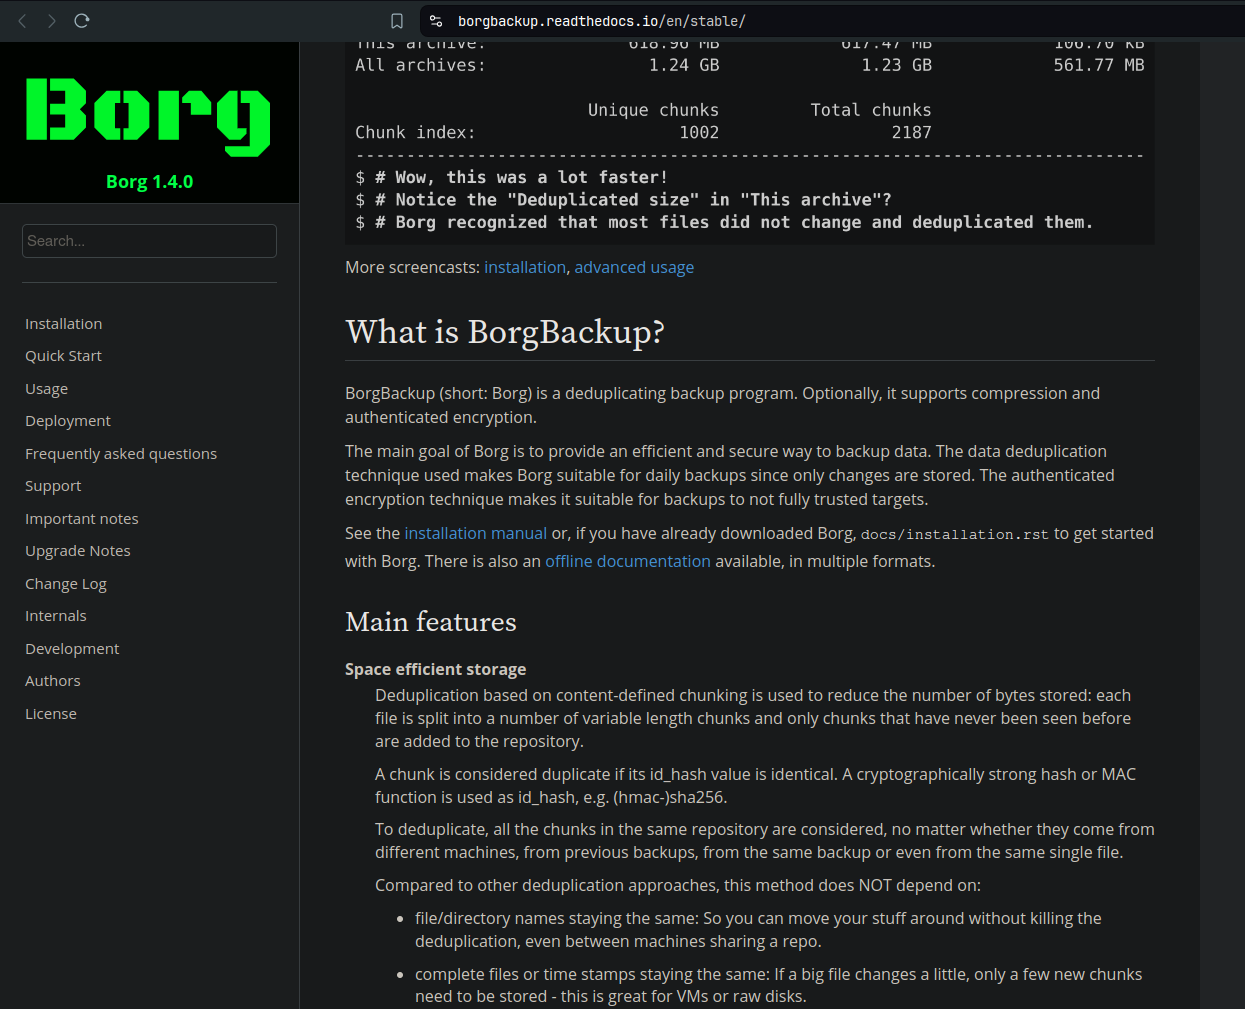 borgbackup.readthedocs.io/en/stable/
Borg
Borg 1.4.0
Search...
Installation
Quick Start
Usage
Deployment
Frequently asked questions
Support
Important notes
Upgrade Notes
Change Log
Internals
Development
Authors
License
This archive: 618.96 MB 617.47 MB 106.70 kB
All archives: 1.24 GB 1.23 GB 561.77 MB
Unique chunks Total chunks
Chunk index: 1002 2187
------------------------------------------------------------------------------
$ # Wow, this was a lot faster!
$ # Notice the "Deduplicated size" in "This archive"?
$ # Borg recognized that most files did not change and deduplicated them.
More screencasts: installation, advanced usage
What is BorgBackup?
BorgBackup (short: Borg) is a deduplicating backup program. Optionally, it supports compression and
authenticated encryption.
The main goal of Borg is to provide an efficient and secure way to backup data. The data deduplication
technique used makes Borg suitable for daily backups since only changes are stored. The authenticated
encryption technique makes it suitable for backups to not fully trusted targets.
See the installation manual or, if you have already downloaded Borg, docs/installation.rst to get started
with Borg. There is also an offline documentation available, in multiple formats.
Main features
Space efficient storage
Deduplication based on content-defined chunking is used to reduce the number of bytes stored: each
file is split into a number of variable length chunks and only chunks that have never been seen before
are added to the repository.
A chunk is considered duplicate if its id_hash value is identical. A cryptographically strong hash or MAC
function is used as id_hash, e.g. (hmac-)sha256.
To deduplicate, all the chunks in the same repository are considered, no matter whether they come from
different machines, from previous backups, from the same backup or even from the same single file.
Compared to other deduplication approaches, this method does NOT depend on:
• file/directory names staying the same: So you can move your stuff around without killing the
deduplication, even between machines sharing a repo.
• complete files or time stamps staying the same: If a big file changes a little, only a few new chunks
need to be stored - this is great for VMs or raw disks.